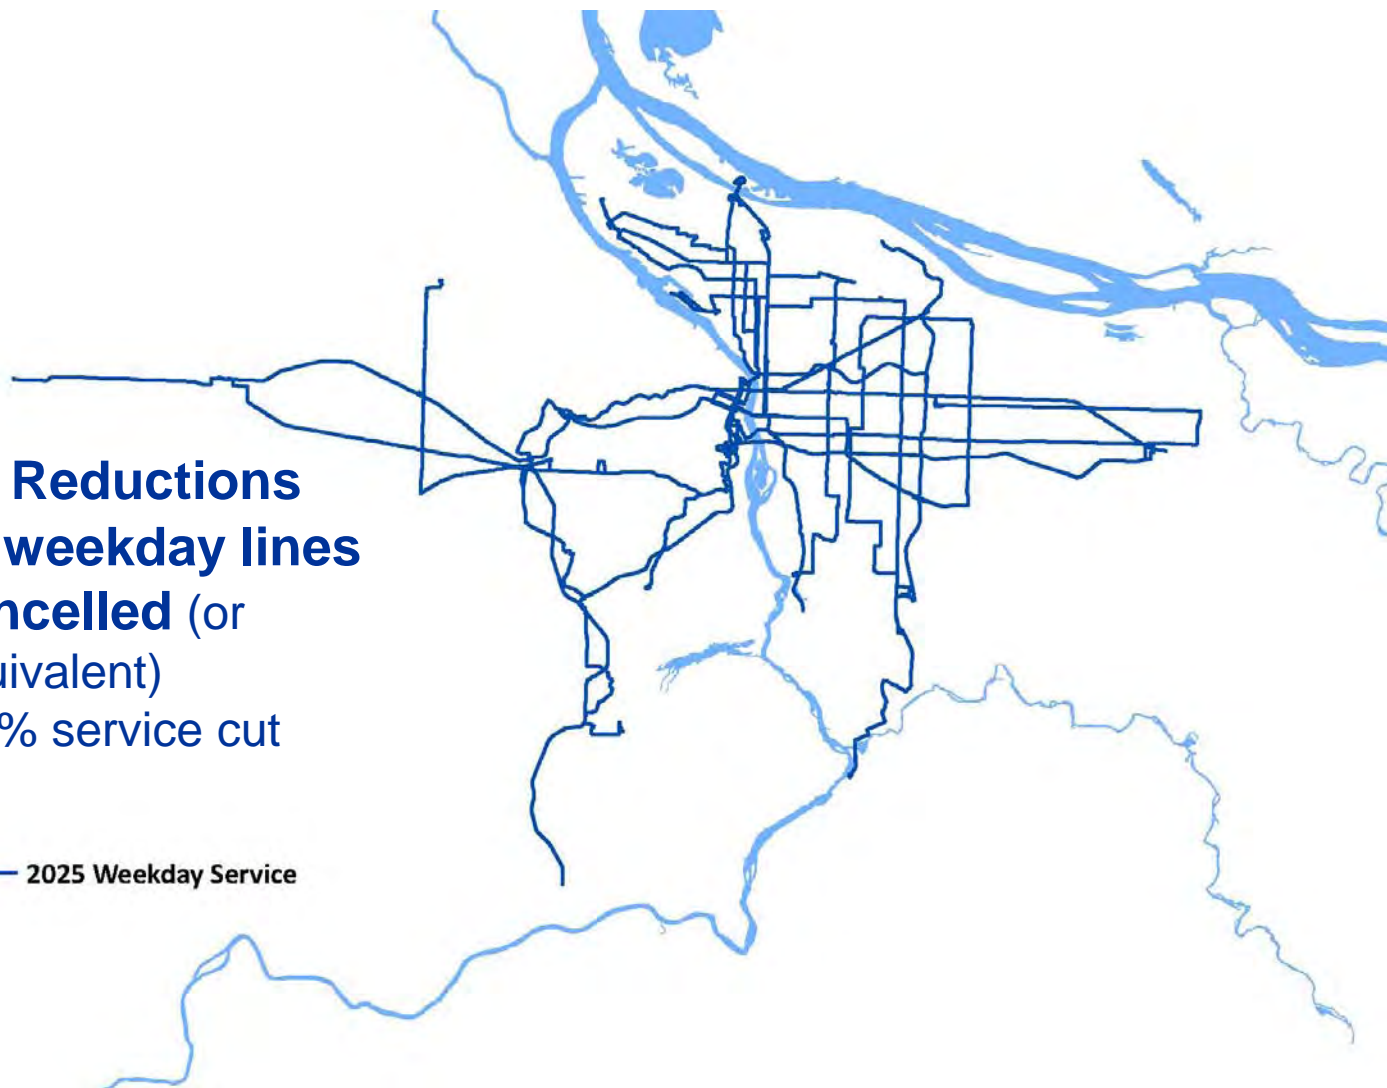 Reductions
weekday lines
ncelled (or
uivalent)
% service cut
2025 Weekday Service